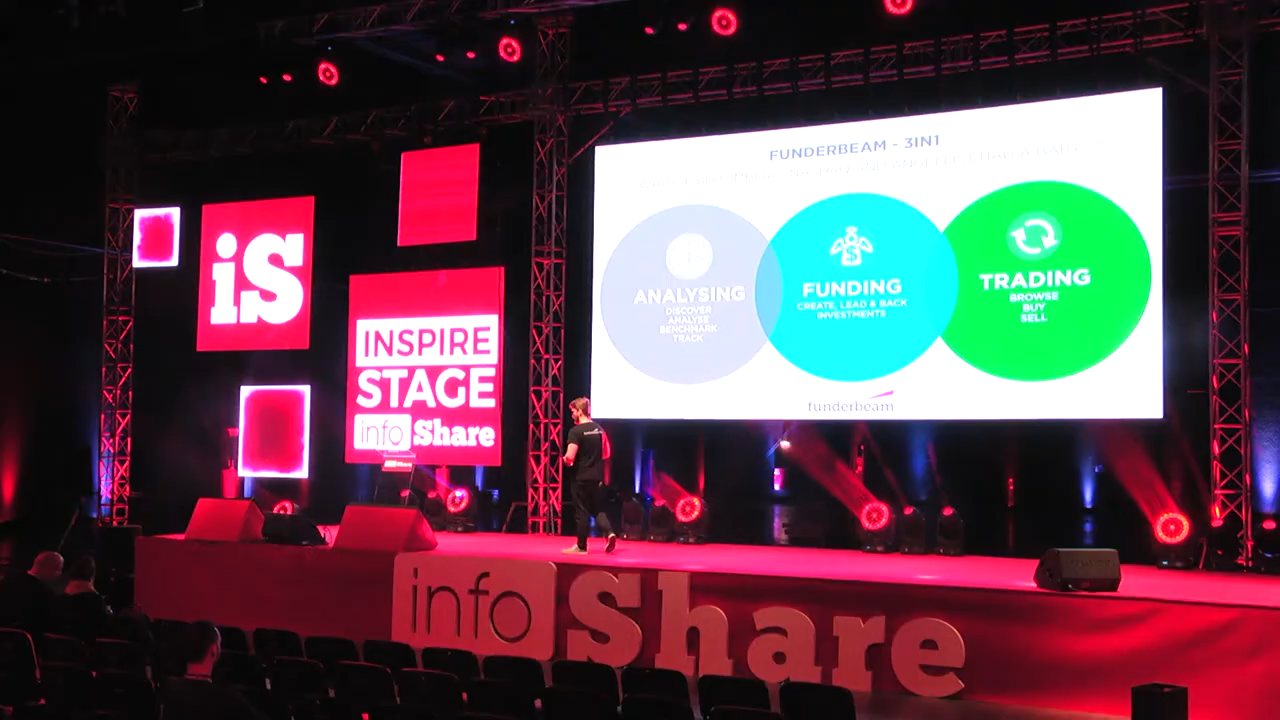 iS
INSPIRE
STAGE
info Share
FUNDERBEAM - 3IN1
ANALYSING
DISCOVER
ANALYSE
BENCHMARK
TRACK
FUNDING
CREATE, LEAD & BACK
INVESTMENTS
$
TRADING
BROWSE
BUY
SELL
funderbeam
info Share